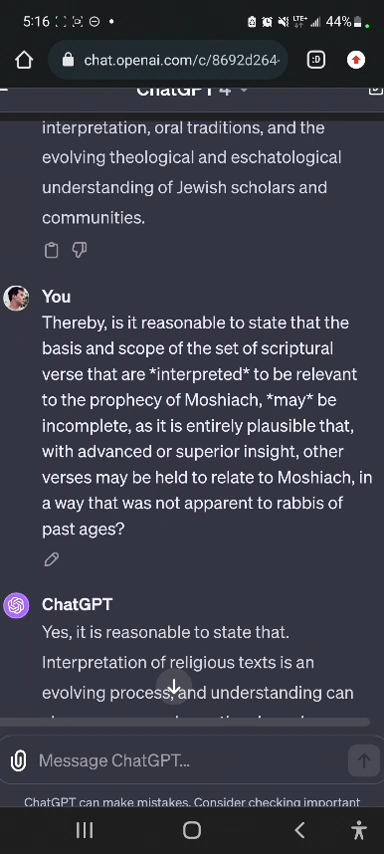 5:16 LTE+ 44%
chat.openai.com/c/8692d264- :D
ChatGPT 4
interpretation, oral traditions, and the
evolving theological and eschatological
understanding of Jewish scholars and
communities.
You
Thereby, is it reasonable to state that the
basis and scope of the set of scriptural
verse that are *interpreted* to be relevant
to the prophecy of Moshiach, *may* be
incomplete, as it is entirely plausible that,
with advanced or superior insight, other
verses may be held to relate to Moshiach, in
a way that was not apparent to rabbis of
past ages?
ChatGPT
Yes, it is reasonable to state that.
Interpretation of religious texts is an
evolving process, and understanding can
Message ChatGPT...
ChatGPT can make mistakes. Consider checking important